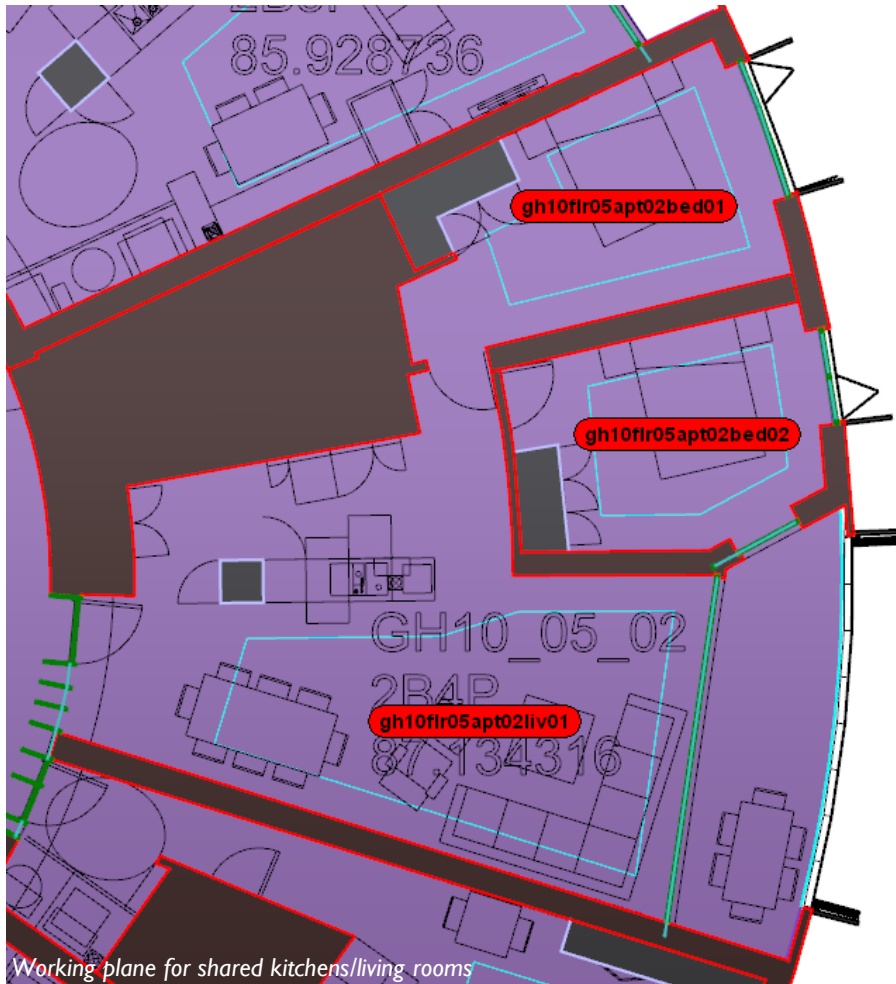 85.928736
gh10flr05apt02bed01
gh10flr05apt02bed02
GH10_05_02
2B4P
gh10flr05apt02liv01
87.134316
Working plane for shared kitchens/living rooms